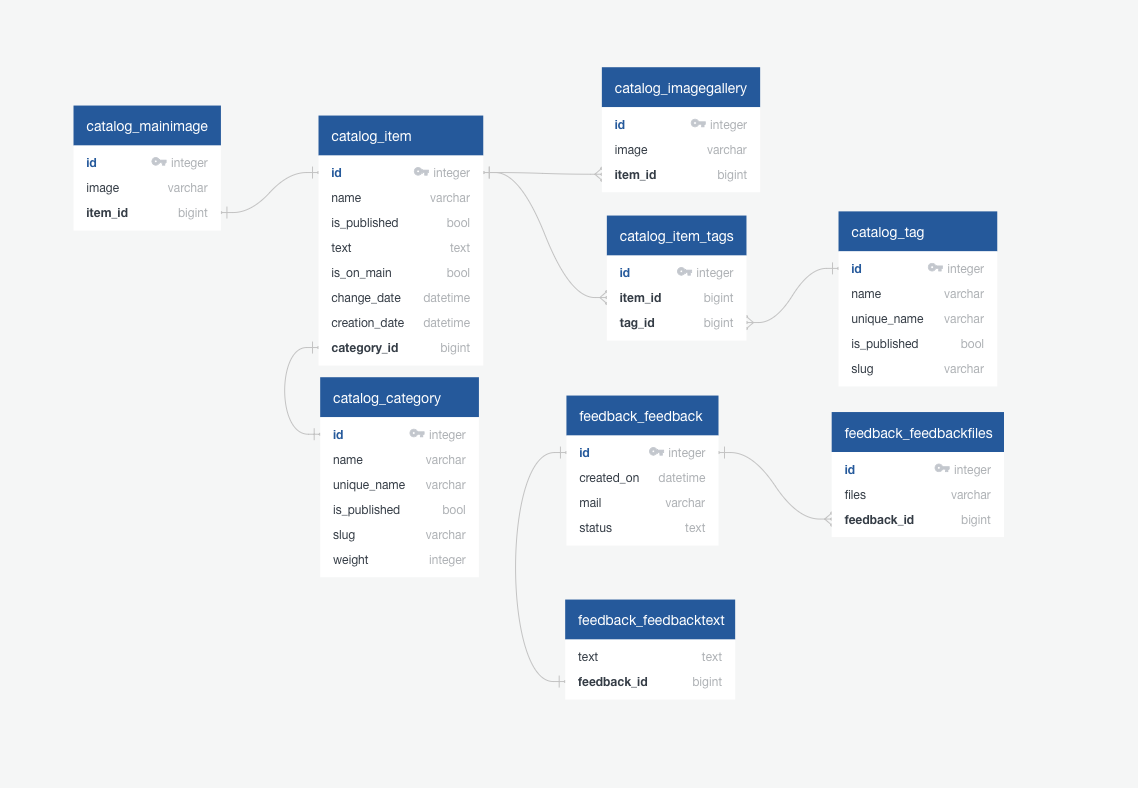 catalog_mainimage
id integer
image varchar
item_id bigint
catalog_item
id integer
name varchar
is_published bool
text text
is_on_main bool
change_date datetime
creation_date datetime
category_id bigint
catalog_category
id integer
name varchar
unique_name varchar
is_published bool
slug varchar
weight integer
catalog_imagegallery
id integer
image varchar
item_id bigint
catalog_item_tags
id integer
item_id bigint
tag_id bigint
catalog_tag
id integer
name varchar
unique_name varchar
is_published bool
slug varchar
feedback_feedback
id integer
created_on datetime
mail varchar
status text
feedback_feedbackfiles
id integer
files varchar
feedback_id bigint
feedback_feedbacktext
text text
feedback_id bigint